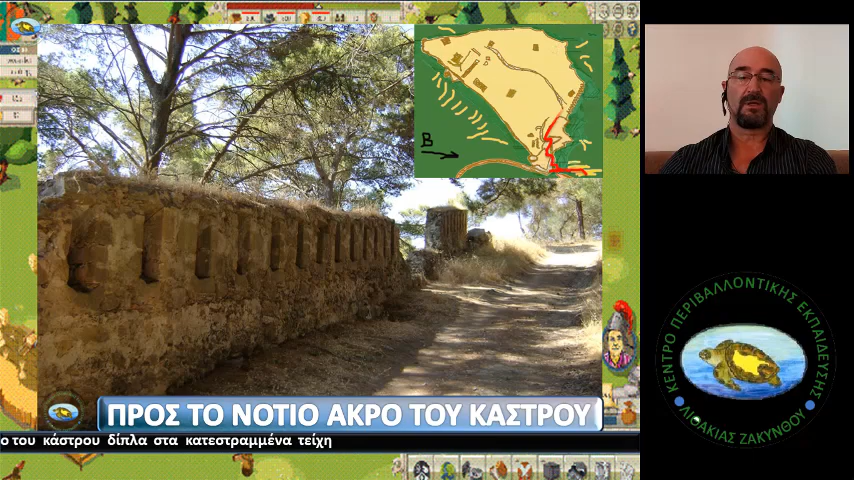 Β
ΠΡΟΣ ΤΟ ΝΟΤΙΟ ΑΚΡΟ ΤΟΥ ΚΑΣΤΡΟΥ
ο του κάστρου δίπλα στα κατεστραμμένα τείχη
ΚΕΝΤΡΟ ΠΕΡΙΒΑΛΛΟΝΤΙΚΗΣ ΕΚΠΑΙΔΕΥΣΗΣ
ΛΙΘΑΚΙΑΣ ΖΑΚΥΝΘΟΥ